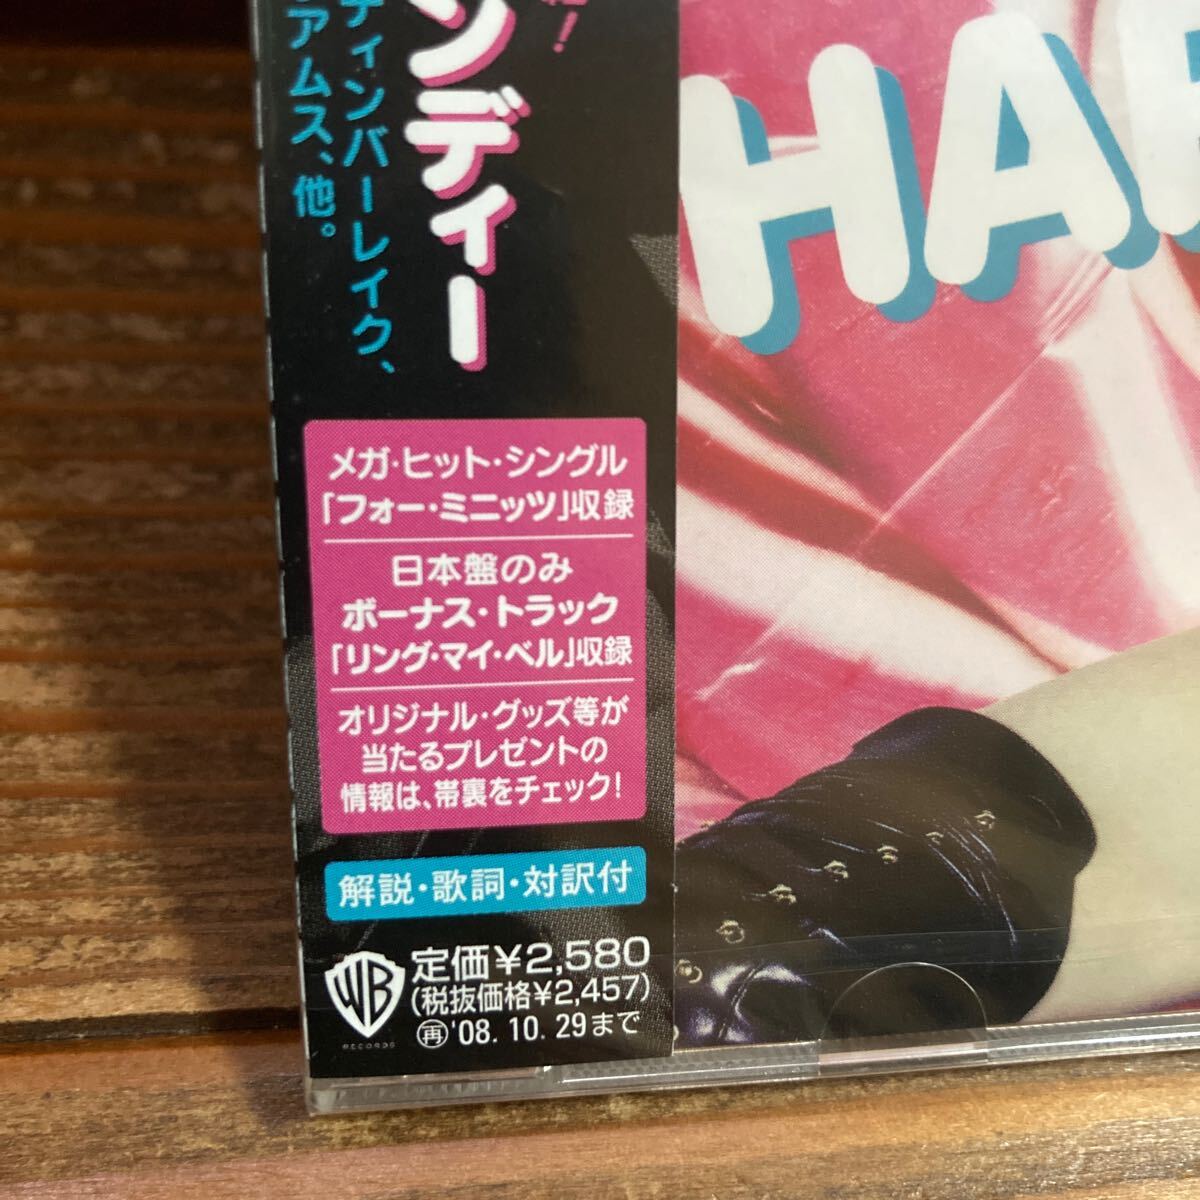 ンディー
ティンバーレイク、
アムス、他。
HA
メガ・ヒット・シングル
「フォー・ミニッツ」収録
日本盤のみ
ボーナス・トラック
「リング・マイ・ベル」収録
オリジナル・グッズ等が
当たるプレゼントの
情報は、帯裏をチェック!
解説・歌詞・対訳付
WB
RECORDS
定価¥2,580
(税抜価格¥2,457)
再 '08. 10. 29まで